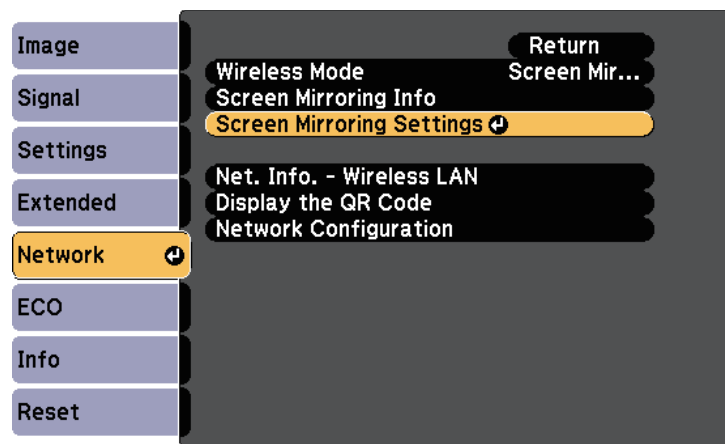 Image
Signal
Settings
Extended
Network
ECO
Info
Reset
Return
Wireless Mode Screen Mir...
Screen Mirroring Info
Screen Mirroring Settings
Net. Info. - Wireless LAN
Display the QR Code
Network Configuration